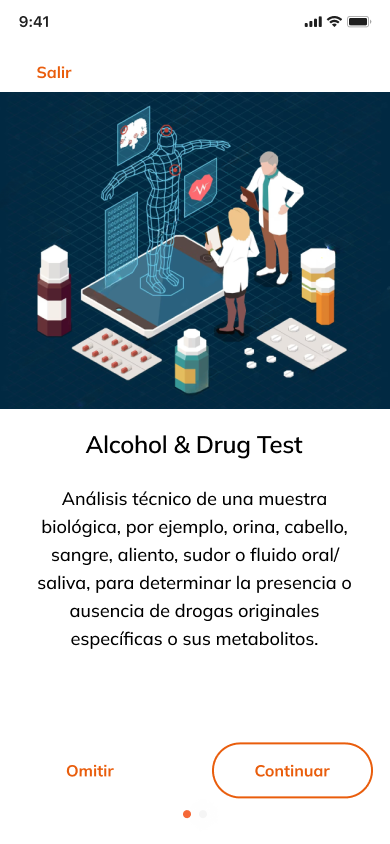 9:41
Salir
Alcohol & Drug Test
Análisis técnico de una muestra
biológica, por ejemplo, orina, cabello,
sangre, aliento, sudor o fluido oral/
saliva, para determinar la presencia o
ausencia de drogas originales
específicas o sus metabolitos.
Omitir
Continuar